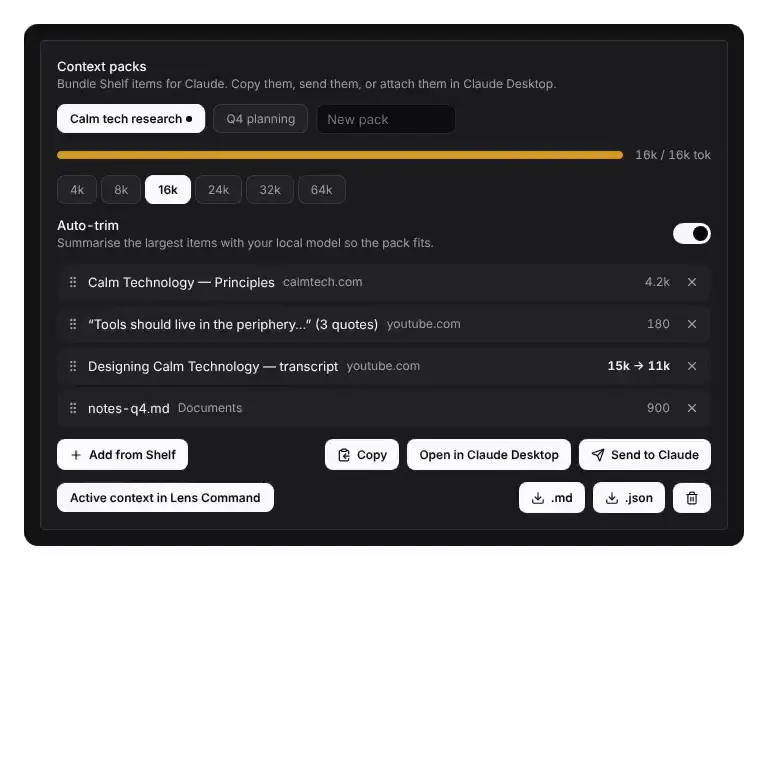 Context packs
Bundle Shelf items for Claude. Copy them, send them, or attach them in Claude Desktop.
Calm tech research Q4 planning New pack
16k / 16k tok
4k 8k 16k 24k 32k 64k
Auto-trim
Summarise the largest items with your local model so the pack fits.
Calm Technology — Principles calmtech.com 4.2k
“Tools should live in the periphery…” (3 quotes) youtube.com 180
Designing Calm Technology — transcript youtube.com 15k → 11k
notes-q4.md Documents 900
Add from Shelf Copy Open in Claude Desktop Send to Claude
Active context in Lens Command .md .json